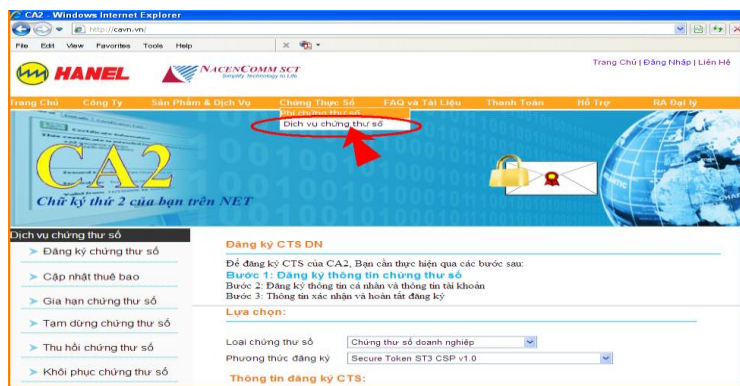 CA2 - Windows Internet Explorer
http://cavn.vn/
File Edit View Favorites Tools Help
HANEL
NACENCOMM SCT
Simplify technology to Life
Trang Chủ | Đăng Nhập | Liên Hệ
Trang Chủ Công Ty Sản Phẩm & Dịch Vụ Chứng Thực Số FAQ và Tài Liệu Thanh Toán Hỗ Trợ RA Đại lý
Phí chứng thư số
Dịch vụ chứng thư số
CA2
Chữ ký thứ 2 của bạn trên NET
Dịch vụ chứng thư số
Đăng ký chứng thư số
Cập nhật thuê bao
Gia hạn chứng thư số
Tạm dừng chứng thư số
Thu hồi chứng thư số
Khôi phục chứng thư số
Đăng ký CTS DN
Để đăng ký CTS của CA2, Bạn cần thực hiện qua các bước sau:
Bước 1: Đăng ký thông tin chứng thư số
Bước 2: Đăng ký thông tin cá nhân và thông tin tài khoản
Bước 3: Thông tin xác nhận và hoàn tất đăng ký
Lựa chọn:
Loại chứng thư số Chứng thư số doanh nghiệp
Phương thức đăng ký Secure Token ST3 CSP v1.0
Thông tin đăng ký CTS: